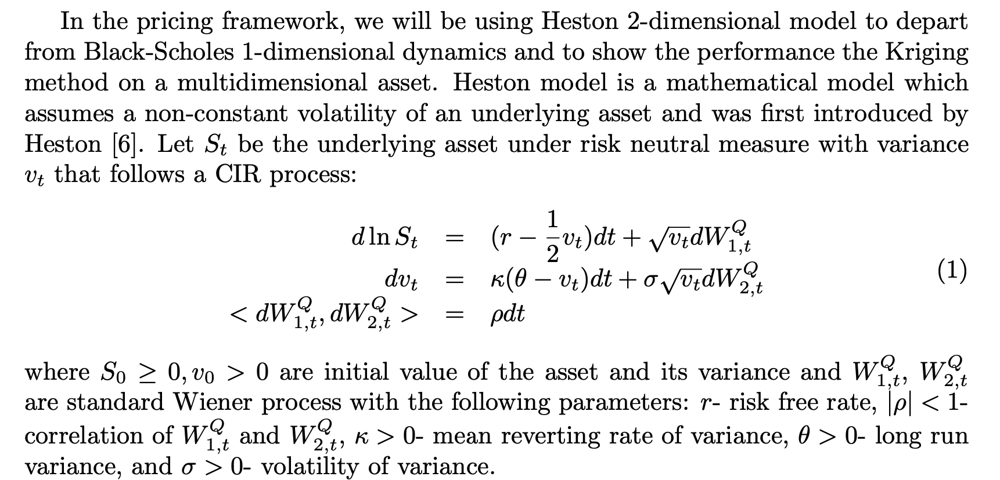 In the pricing framework, we will be using Heston 2-dimensional model to depart
from Black-Scholes 1-dimensional dynamics and to show the performance the Kriging
method on a multidimensional asset. Heston model is a mathematical model which
assumes a non-constant volatility of an underlying asset and was first introduced by
Heston [6]. Let $S_t$ be the underlying asset under risk neutral measure with variance
$v_t$ that follows a CIR process:
$d \ln S_t = (r - \frac{1}{2} v_t)dt + \sqrt{v_t} dW_{1,t}^Q$
$dv_t = \kappa(\theta - v_t)dt + \sigma\sqrt{v_t} dW_{2,t}^Q$ (1)
$< dW_{1,t}^Q, dW_{2,t}^Q > = \rho dt$
where $S_0 \geq 0, v_0 > 0$ are initial value of the asset and its variance and $W_{1,t}^Q$, $W_{2,t}^Q$
are standard Wiener process with the following parameters: $r$- risk free rate, $|\rho| < 1$-
correlation of $W_{1,t}^Q$ and $W_{2,t}^Q$, $\kappa > 0$- mean reverting rate of variance, $\theta > 0$- long run
variance, and $\sigma > 0$- volatility of variance.